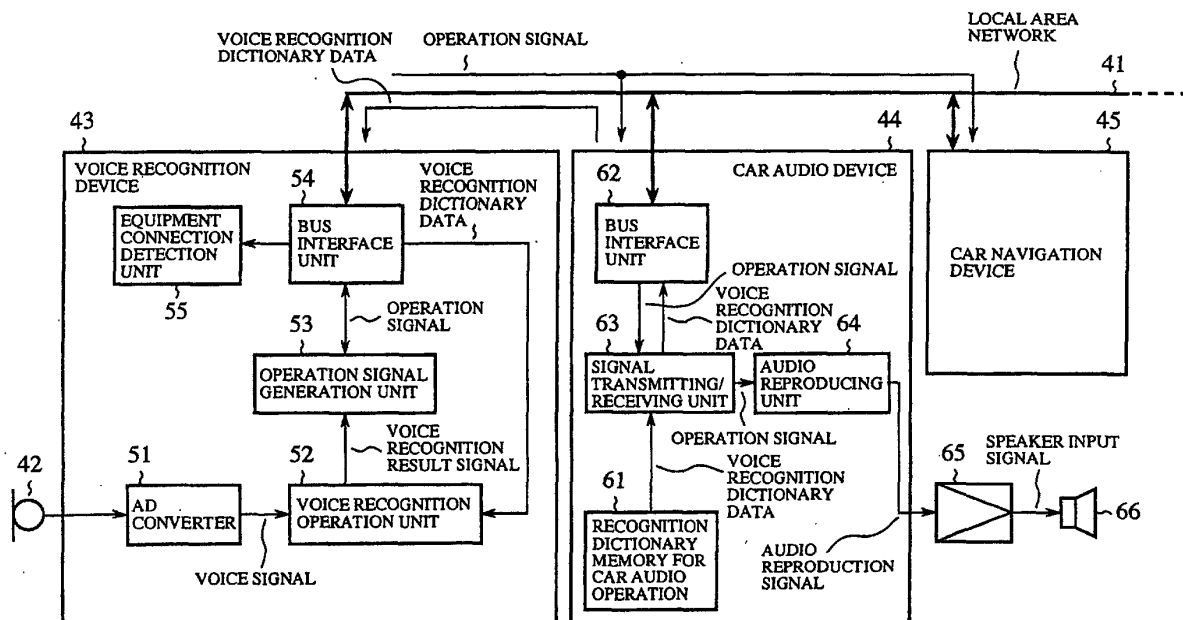 VOICE RECOGNITION
DICTIONARY DATA
OPERATION SIGNAL
LOCAL AREA
NETWORK
41
43
VOICE RECOGNITION
DEVICE
54
BUS
INTERFACE
UNIT
VOICE
RECOGNITION
DICTIONARY
DATA
EQUIPMENT
CONNECTION
DETECTION
UNIT
55
OPERATION
SIGNAL
53
OPERATION SIGNAL
GENERATION UNIT
VOICE
RECOGNITION
RESULT SIGNAL
42
51
AD
CONVERTER
52
VOICE RECOGNITION
OPERATION UNIT
VOICE SIGNAL
44
CAR AUDIO DEVICE
62
BUS
INTERFACE
UNIT
OPERATION SIGNAL
VOICE
RECOGNITION
DICTIONARY
DATA
63
SIGNAL
TRANSMITTING/
RECEIVING UNIT
64
AUDIO
REPRODUCING
UNIT
OPERATION SIGNAL
VOICE
RECOGNITION
DICTIONARY
DATA
61
RECOGNITION
DICTIONARY
MEMORY FOR
CAR AUDIO
OPERATION
45
CAR NAVIGATION
DEVICE
65
SPEAKER INPUT
SIGNAL
66
AUDIO
REPRODUCTION
SIGNAL